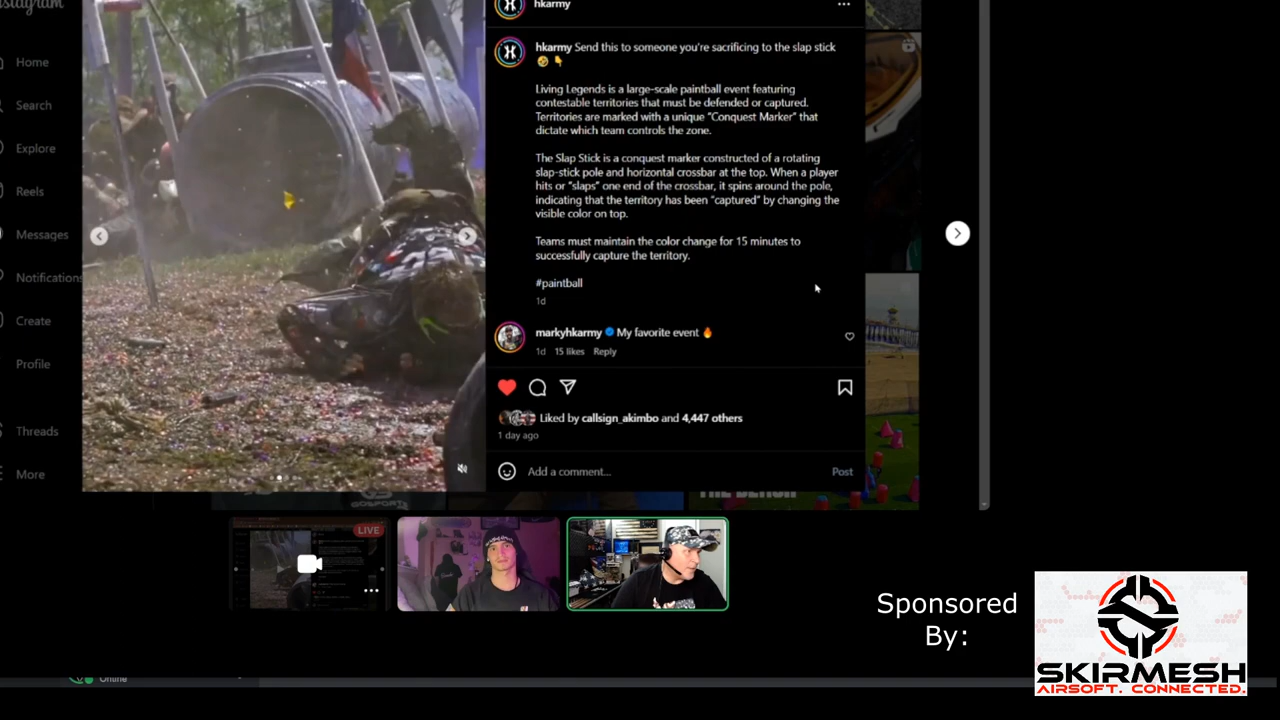 hkarmy
hkarmy Send this to someone you're sacrificing to the slap stick
🤣 👇
Living Legends is a large-scale paintball event featuring
contestable territories that must be defended or captured.
Territories are marked with a unique "Conquest Marker" that
dictate which team controls the zone.
The Slap Stick is a conquest marker constructed of a rotating
slap-stick pole and horizontal crossbar at the top. When a player
hits or "slaps" one end of the crossbar, it spins around the pole,
indicating that the territory has been "captured" by changing the
visible color on top.
Teams must maintain the color change for 15 minutes to
successfully capture the territory.
#paintball
1d
markyhkarmy My favorite event 🔥
1d 15 likes Reply
Liked by callsign_akimbo and 4,447 others
1 day ago
Add a comment... Post
Home
Search
Explore
Reels
Messages
Notifications
Create
Profile
Threads
More
LIVE
Sponsored
By:
SKIRMESH
AIRSOFT. CONNECTED.
Online